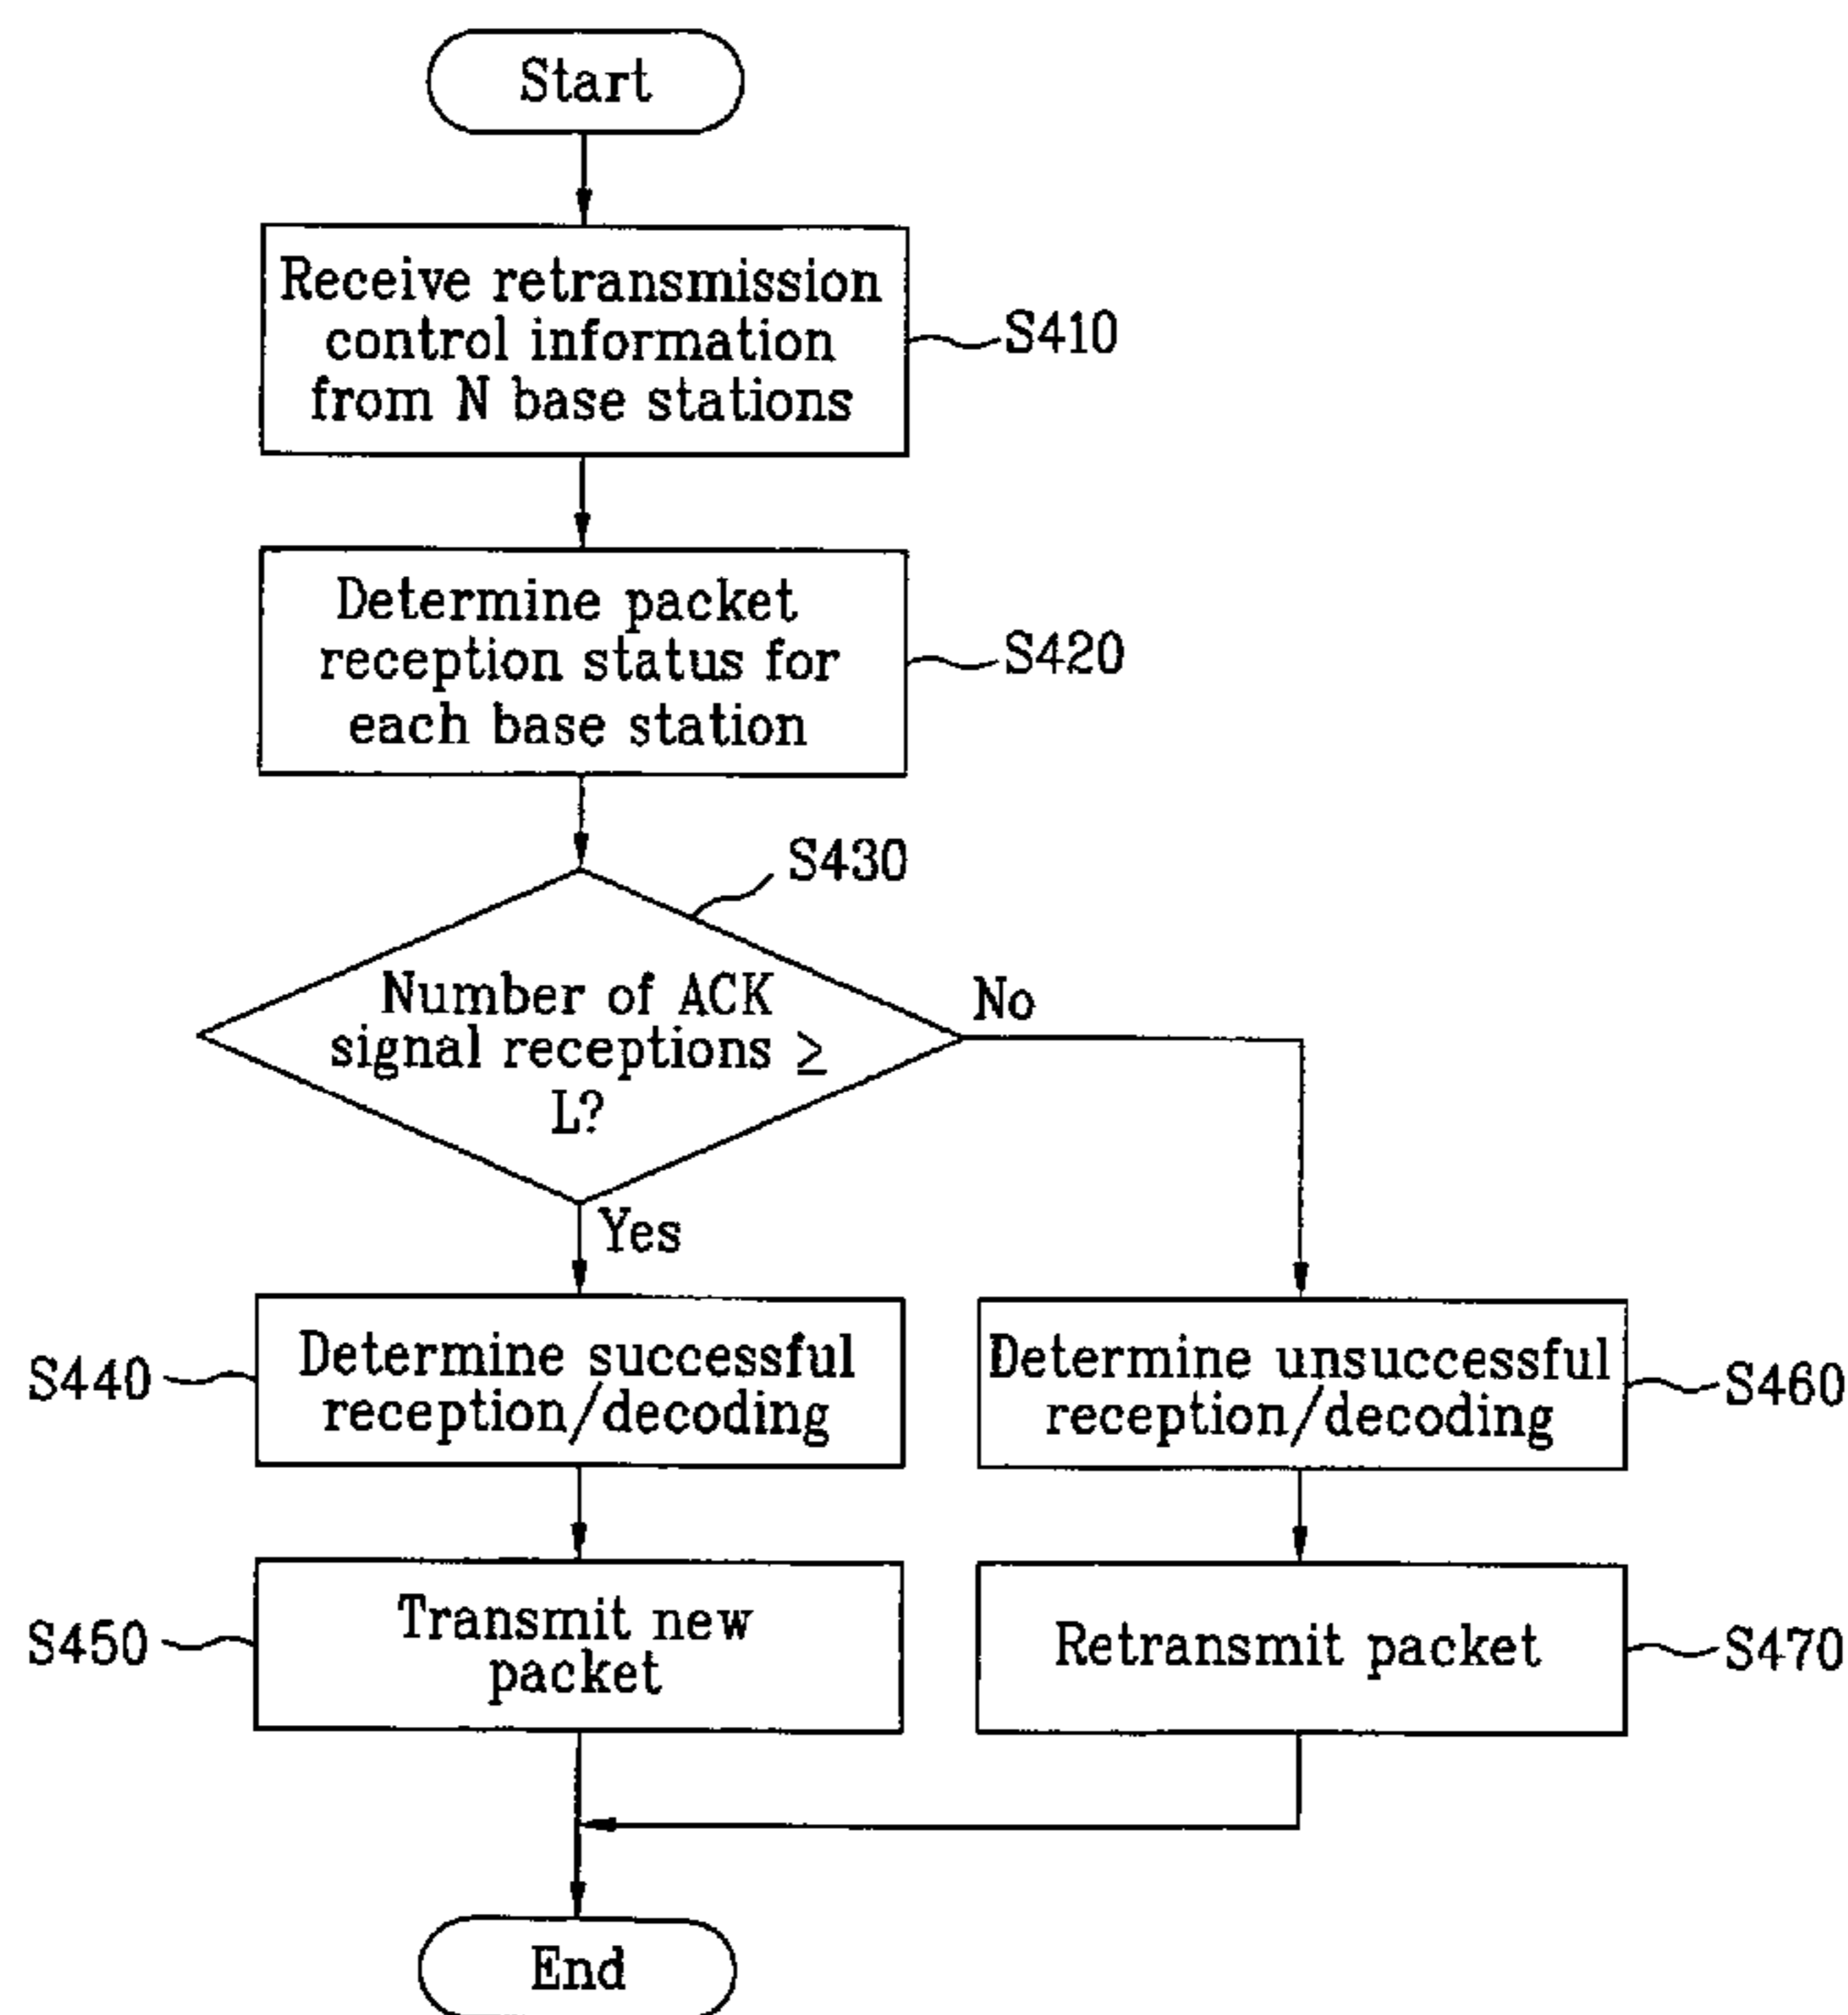 Start
Receive retransmission
control information
from N base stations
S410
Determine packet
reception status for
each base station
S420
S430
Number of ACK
signal receptions ≥
L?
No
Yes
S440
Determine successful
reception/decoding
Determine unsuccessful
reception/decoding
S460
S450
Transmit new
packet
Retransmit packet
S470
End